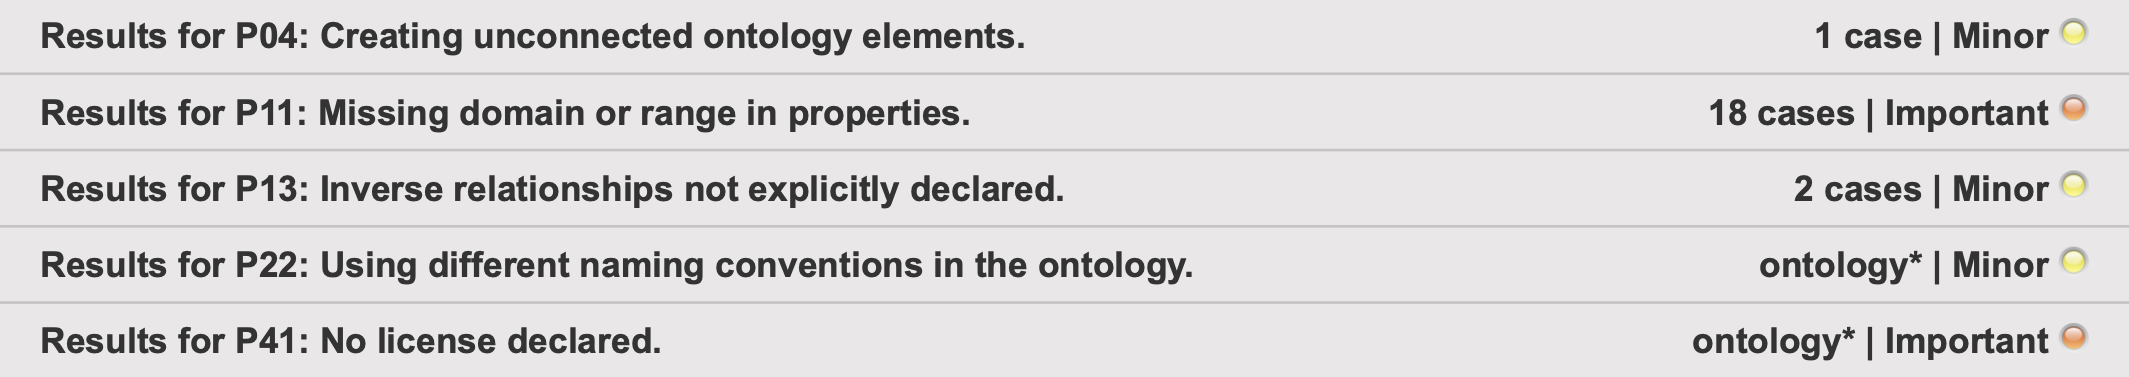 Results for P04: Creating unconnected ontology elements. 1 case | Minor
Results for P11: Missing domain or range in properties. 18 cases | Important
Results for P13: Inverse relationships not explicitly declared. 2 cases | Minor
Results for P22: Using different naming conventions in the ontology. ontology* | Minor
Results for P41: No license declared. ontology* | Important